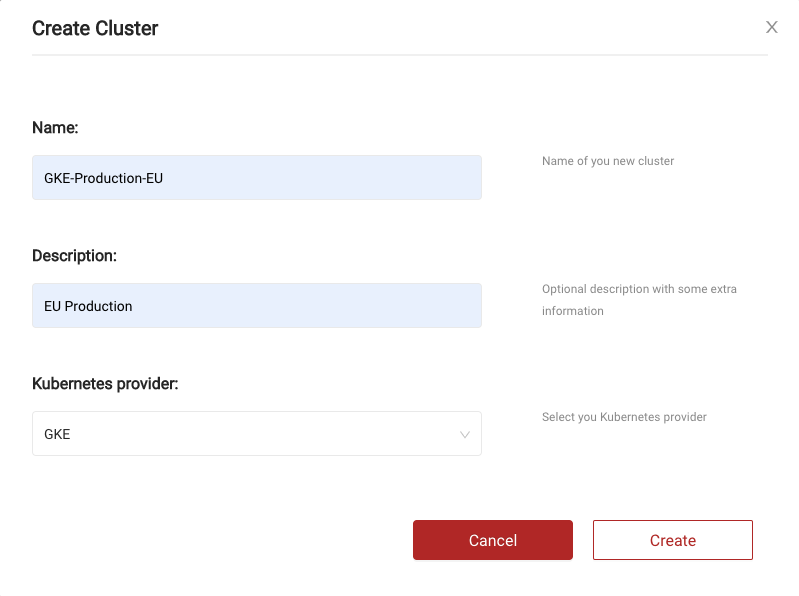 Create Cluster
Name:
GKE-Production-EU
Name of you new cluster
Description:
EU Production
Optional description with some extra
information
Kubernetes provider:
GKE
Select you Kubernetes provider
Cancel
Create